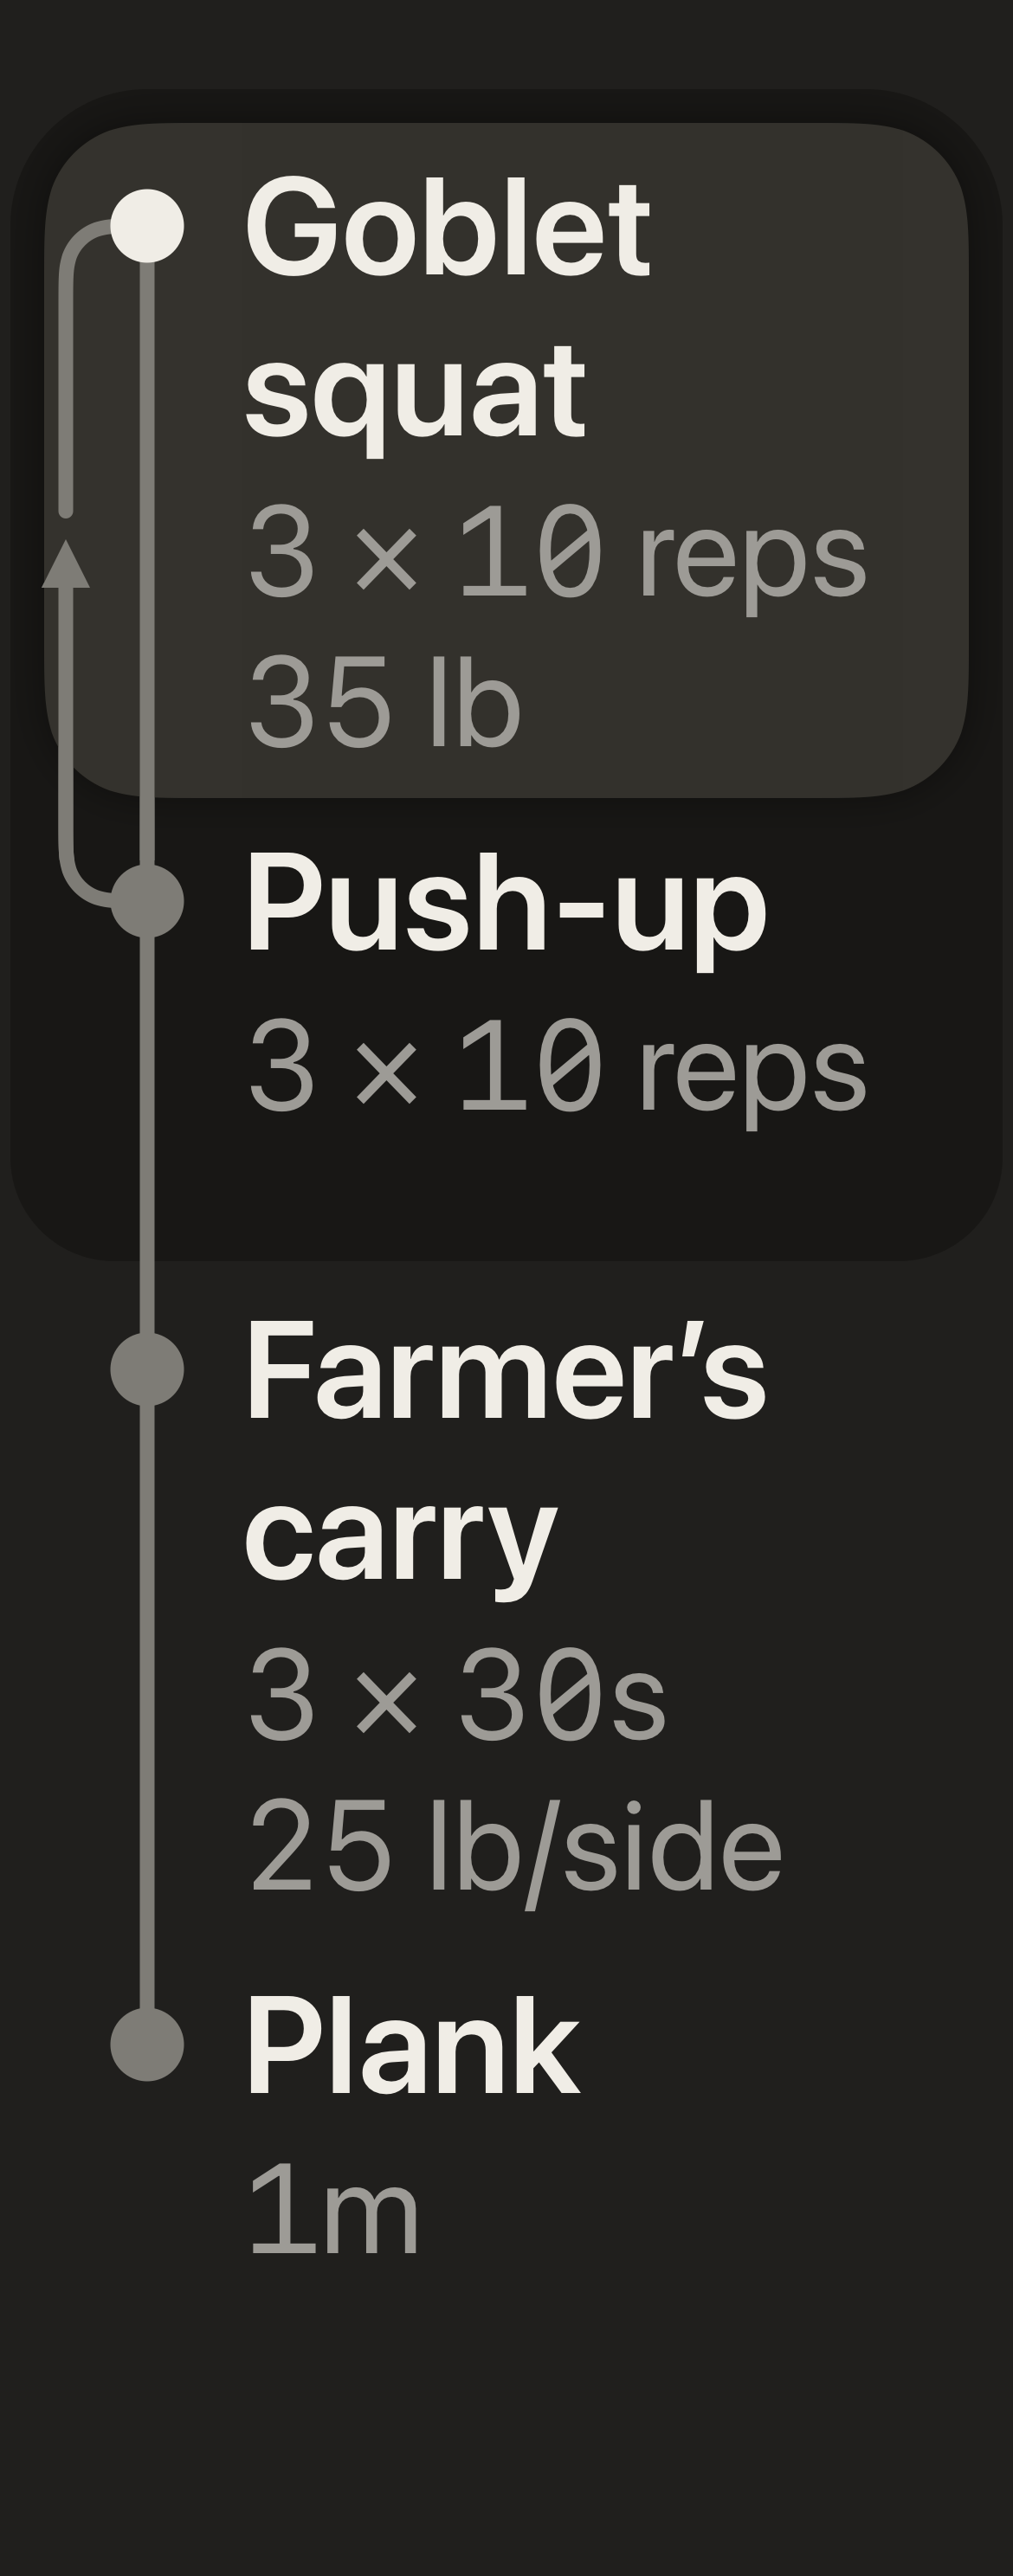 Goblet
squat
3 × 10 reps
35 lb
Push-up
3 × 10 reps
Farmer’s
carry
3 × 30s
25 lb/side
Plank
1m